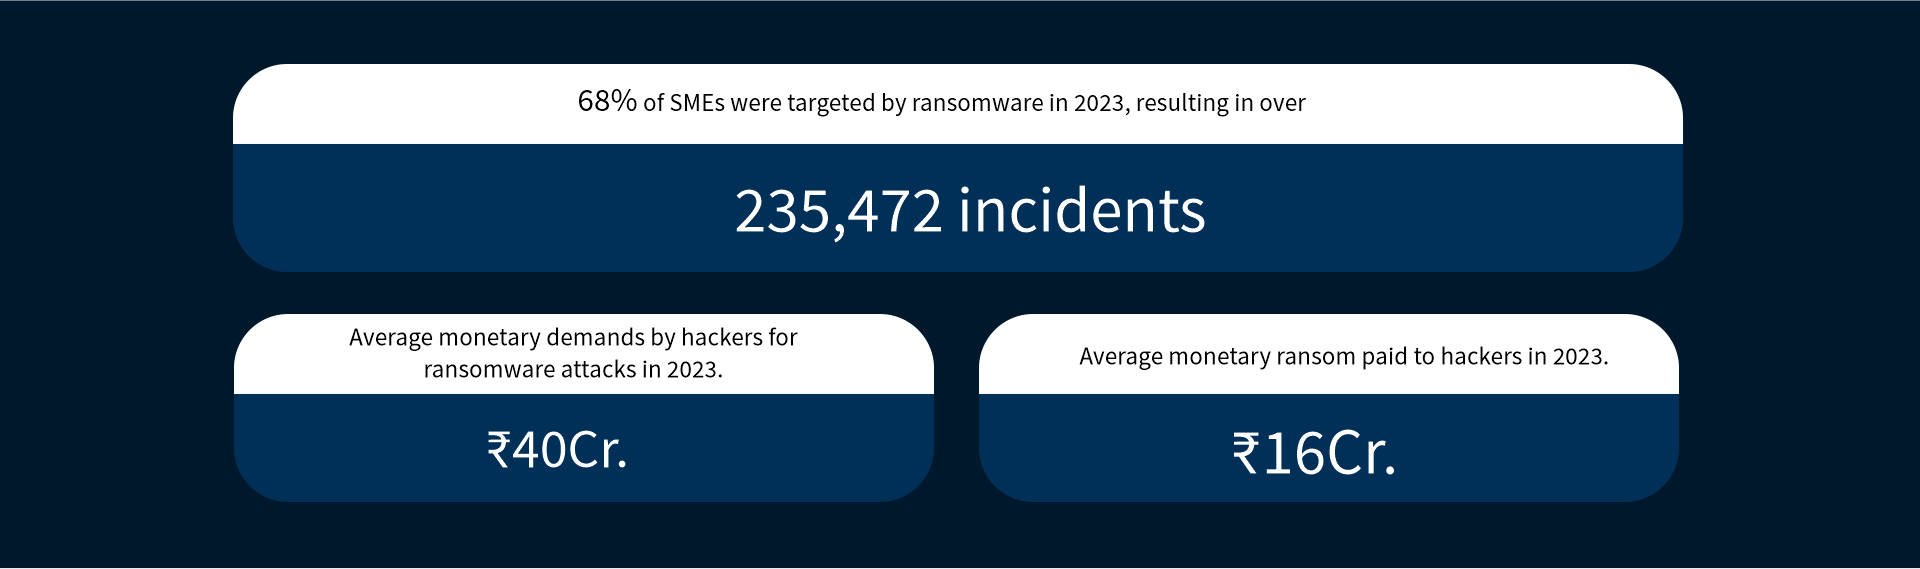 68% of SMEs were targeted by ransomware in 2023, resulting in over
235,472 incidents
Average monetary demands by hackers for
ransomware attacks in 2023.
₹40Cr.
Average monetary ransom paid to hackers in 2023.
₹16Cr.